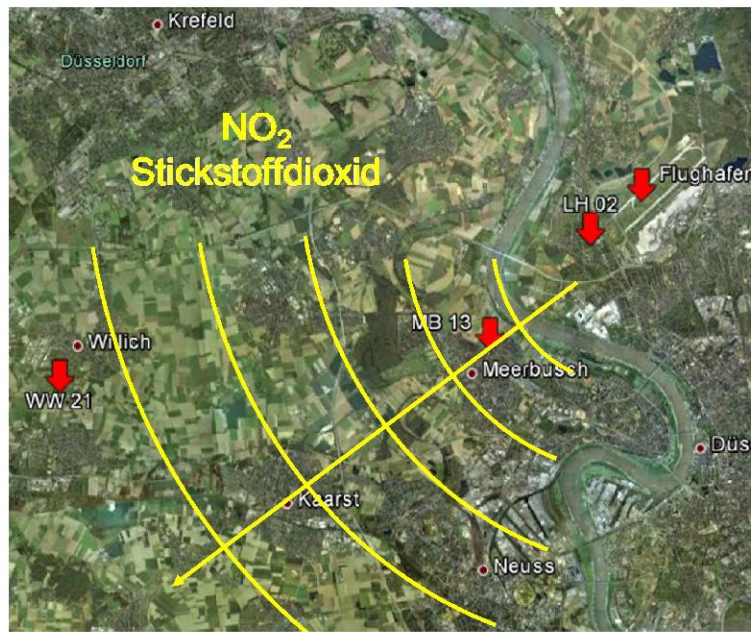 Krefeld
Düsseldorf
NO₂
Stickstoffdioxid
Flughafen
LH 02
MB 13
Willich
Meerbusch
WW 21
Düs
Kaarst
Neuss